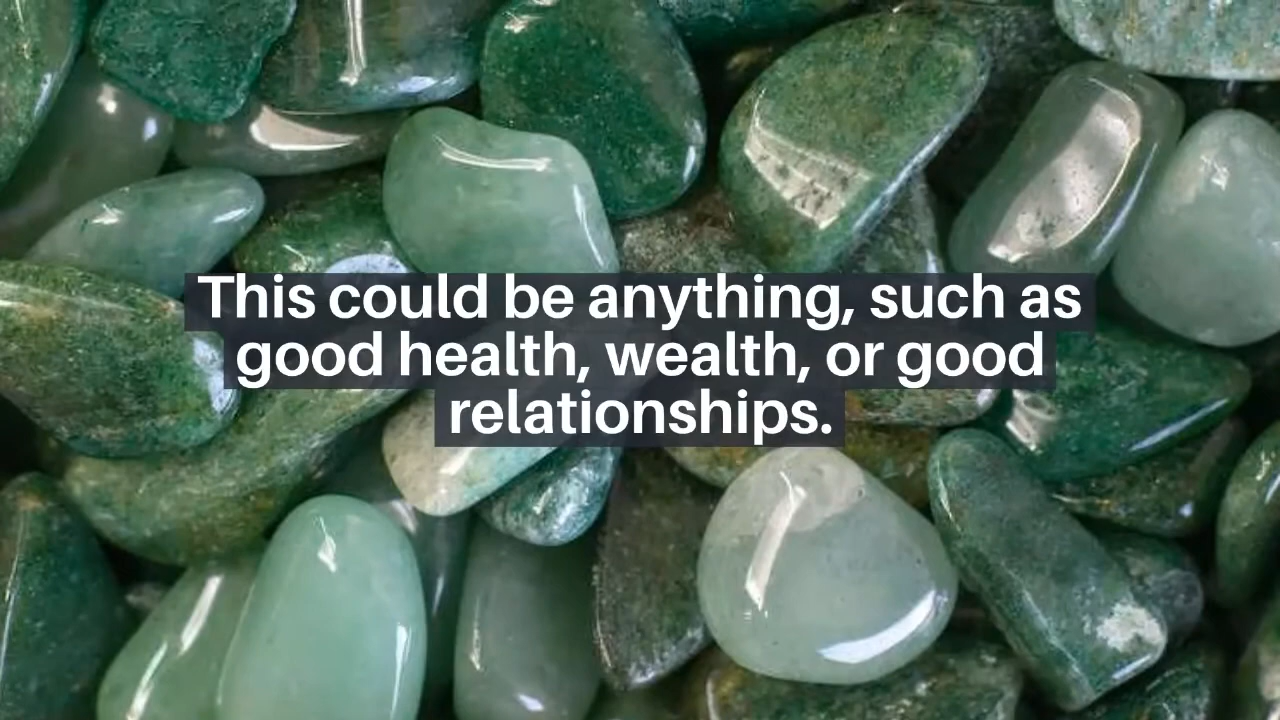 This could be anything, such as
good health, wealth, or good
relationships.